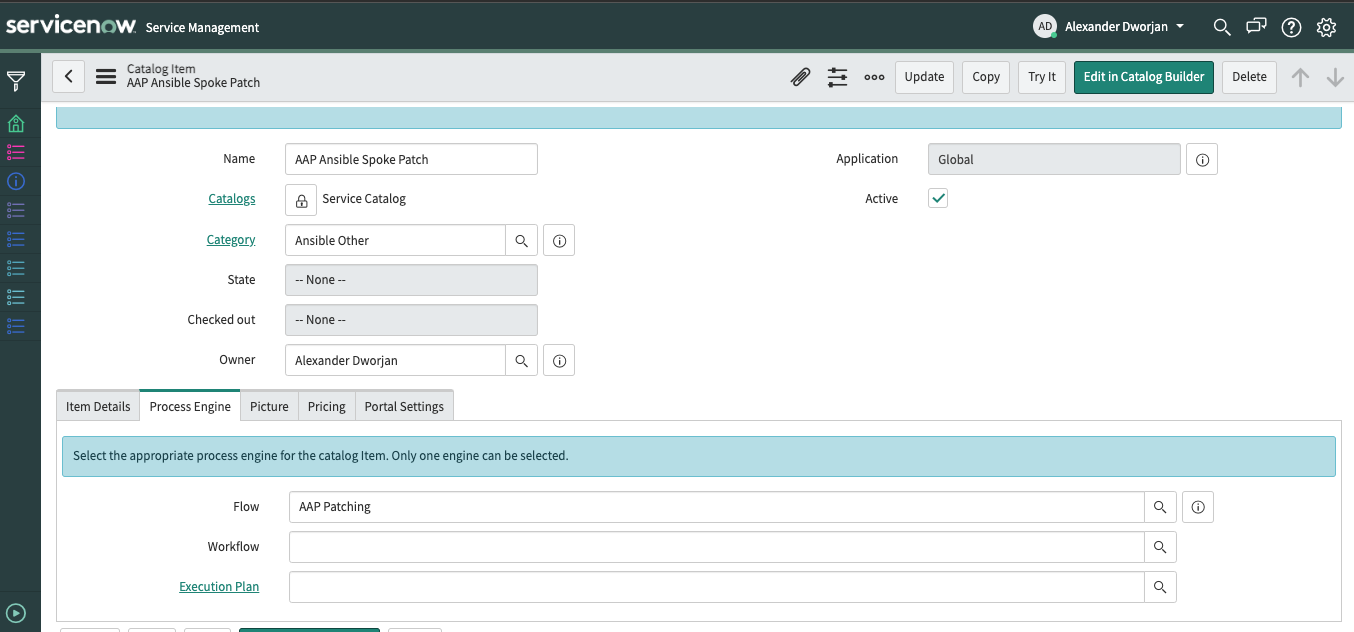 servicenow Service Management
AD Alexander Dworjan
Catalog Item
AAP Ansible Spoke Patch
Update Copy Try It Edit in Catalog Builder Delete
Name AAP Ansible Spoke Patch
Application Global
Catalogs Service Catalog
Active
Category Ansible Other
State -- None --
Checked out -- None --
Owner Alexander Dworjan
Item Details Process Engine Picture Pricing Portal Settings
Select the appropriate process engine for the catalog Item. Only one engine can be selected.
Flow AAP Patching
Workflow
Execution Plan